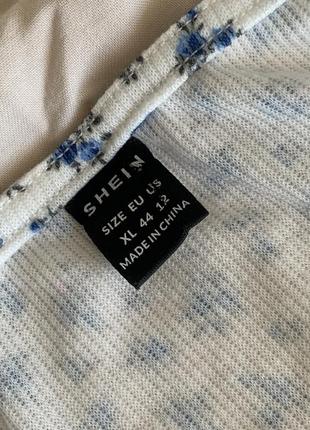 SHEIN
SIZE EU US
XL 44 12
MADE IN CHINA